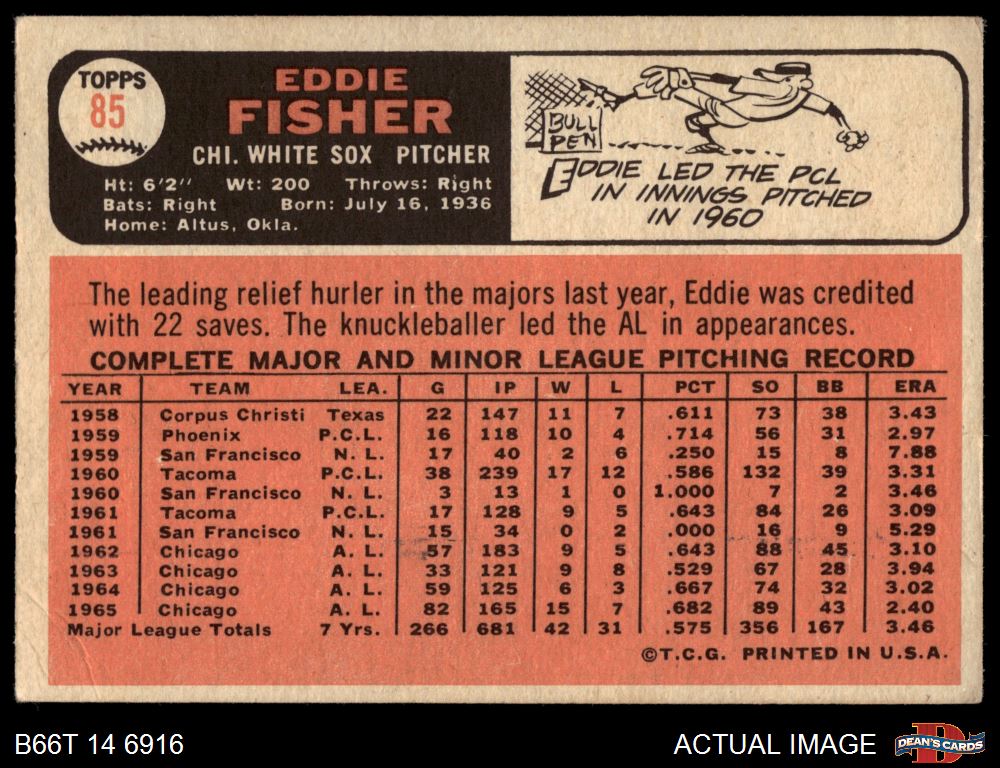 TOPPS
85
EDDIE
FISHER
CHI. WHITE SOX PITCHER
Ht: 6'2" Wt: 200 Throws: Right
Bats: Right Born: July 16, 1936
Home: Altus, Okla.
BULL
PEN
EDDIE LED THE PCL
IN INNINGS PITCHED
IN 1960
The leading relief hurler in the majors last year, Eddie was credited
with 22 saves. The knuckleballer led the AL in appearances.
COMPLETE MAJOR AND MINOR LEAGUE PITCHING RECORD
YEAR TEAM LEA. G IP W L PCT SO BB ERA
1958 Corpus Christi Texas 22 147 11 7 .611 73 38 3.43
1959 Phoenix P.C.L. 16 118 10 4 .714 56 31 2.97
1959 San Francisco N. L. 17 40 2 6 .250 15 8 7.88
1960 Tacoma P.C.L. 38 239 17 12 .586 132 39 3.31
1960 San Francisco N. L. 3 13 1 0 1.000 7 2 3.46
1961 Tacoma P.C.L. 17 128 9 5 .643 84 26 3.09
1961 San Francisco N. L. 15 34 0 2 .000 16 9 5.29
1962 Chicago A. L. 57 183 9 5 .643 88 45 3.10
1963 Chicago A. L. 33 121 9 8 .529 67 28 3.94
1964 Chicago A. L. 59 125 6 3 .667 74 32 3.02
1965 Chicago A. L. 82 165 15 7 .682 89 43 2.40
Major League Totals 7 Yrs. 266 681 42 31 .575 356 167 3.46
©T.C.G. PRINTED IN U.S.A.
B66T 14 6916
ACTUAL IMAGE
DEAN'S CARDS